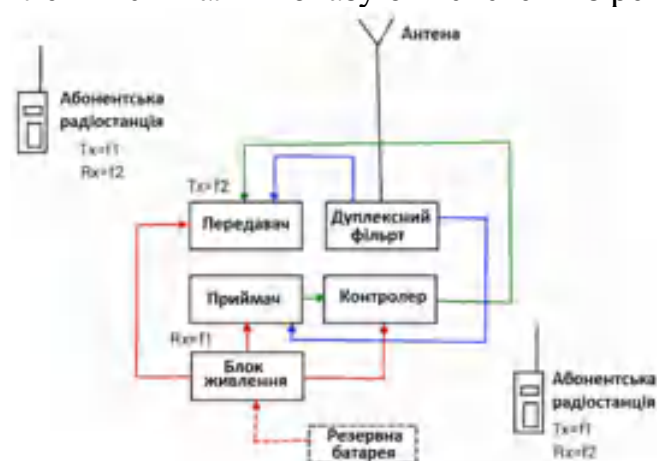 Антена
Абонентська
радіостанція
Tx=f1
Rx=f2
Tx=f2
Передавач
Дуплексний
фільрт
Приймач
Контролер
Rx=f1
Блок
живлення
Резервна
батарея
Абонентська
радіостанція
Tx=f1
Rx=f2